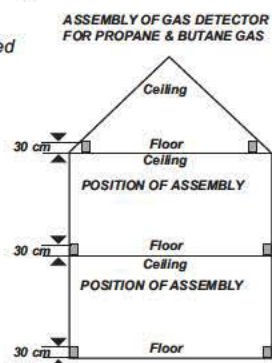 ASSEMBLY OF GAS DETECTOR
ed
FOR PROPANE & BUTANE GAS
Ceiling
30 cm
Floor
Ceiling
POSITION OF ASSEMBLY
30 cm
Floor
Ceiling
POSITION OF ASSEMBLY
30 cm
Floor